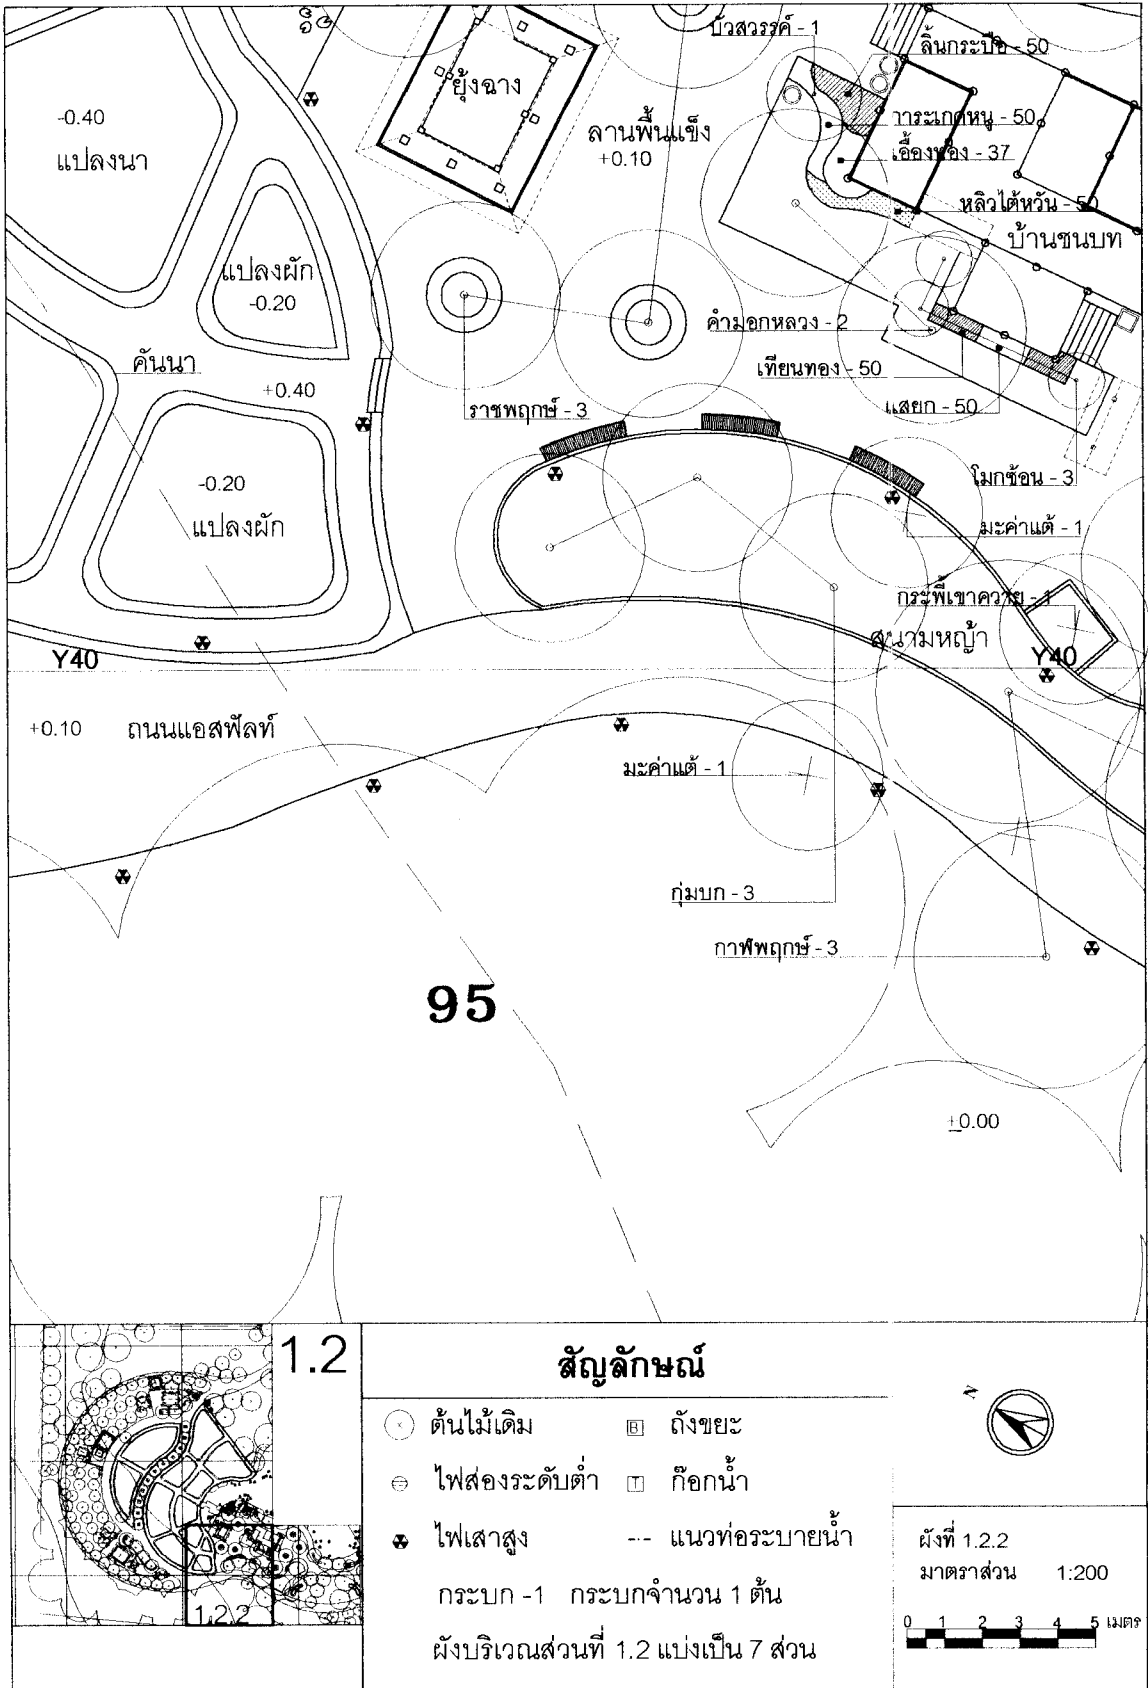 บัวสวรรค์ - 1
ลิ้นกระบือ - 50
-0.40
แปลงนา
ยุ้งฉาง
ลานพื้นแข็ง
+0.10
วาระเกดหนู - 50
เอื้องทอง - 37
หลิวไต้หวัน - 50
บ้านชนบท
แปลงผัก
-0.20
คำมอกหลวง - 2
คันนา
เทียนทอง - 50
+0.40
ราชพฤกษ์ - 3
แสยก - 50
-0.20
แปลงผัก
โมกซ้อน - 3
มะค่าแต้ - 1
กระพี้เขาควาย - 1
สนามหญ้า
Y40
Y40
+0.10
ถนนแอสฟัลท์
มะค่าแต้ - 1
กุ่มบก - 3
กาฬพฤกษ์ - 3
95
±0.00
1.2
1.2.2
สัญลักษณ์
ต้นไม้เดิม
B ถังขยะ
ไฟส่องระดับต่ำ
T ก๊อกน้ำ
ไฟเสาสูง
--- แนวท่อระบายน้ำ
กระบก -1 กระบกจำนวน 1 ต้น
ผังบริเวณส่วนที่ 1.2 แบ่งเป็น 7 ส่วน
N
ผังที่ 1.2.2
มาตราส่วน 1:200
0 1 2 3 4 5 เมตร